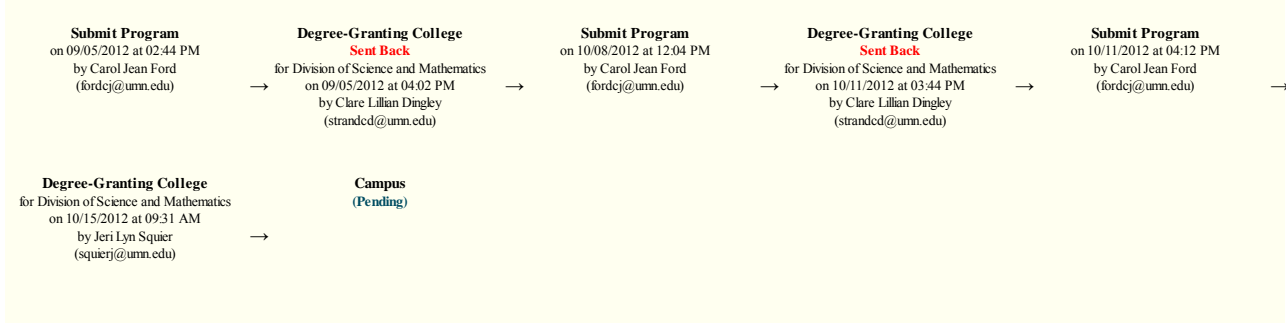 Submit Program
on 09/05/2012 at 02:44 PM
by Carol Jean Ford
(fordcj@umn.edu)
→
Degree-Granting College
Sent Back
for Division of Science and Mathematics
on 09/05/2012 at 04:02 PM
by Clare Lillian Dingley
(strandcd@umn.edu)
→
Submit Program
on 10/08/2012 at 12:04 PM
by Carol Jean Ford
(fordcj@umn.edu)
→
Degree-Granting College
Sent Back
for Division of Science and Mathematics
on 10/11/2012 at 03:44 PM
by Clare Lillian Dingley
(strandcd@umn.edu)
→
Submit Program
on 10/11/2012 at 04:12 PM
by Carol Jean Ford
(fordcj@umn.edu)
→
Degree-Granting College
for Division of Science and Mathematics
on 10/15/2012 at 09:31 AM
by Jeri Lyn Squier
(squierj@umn.edu)
→
Campus
(Pending)